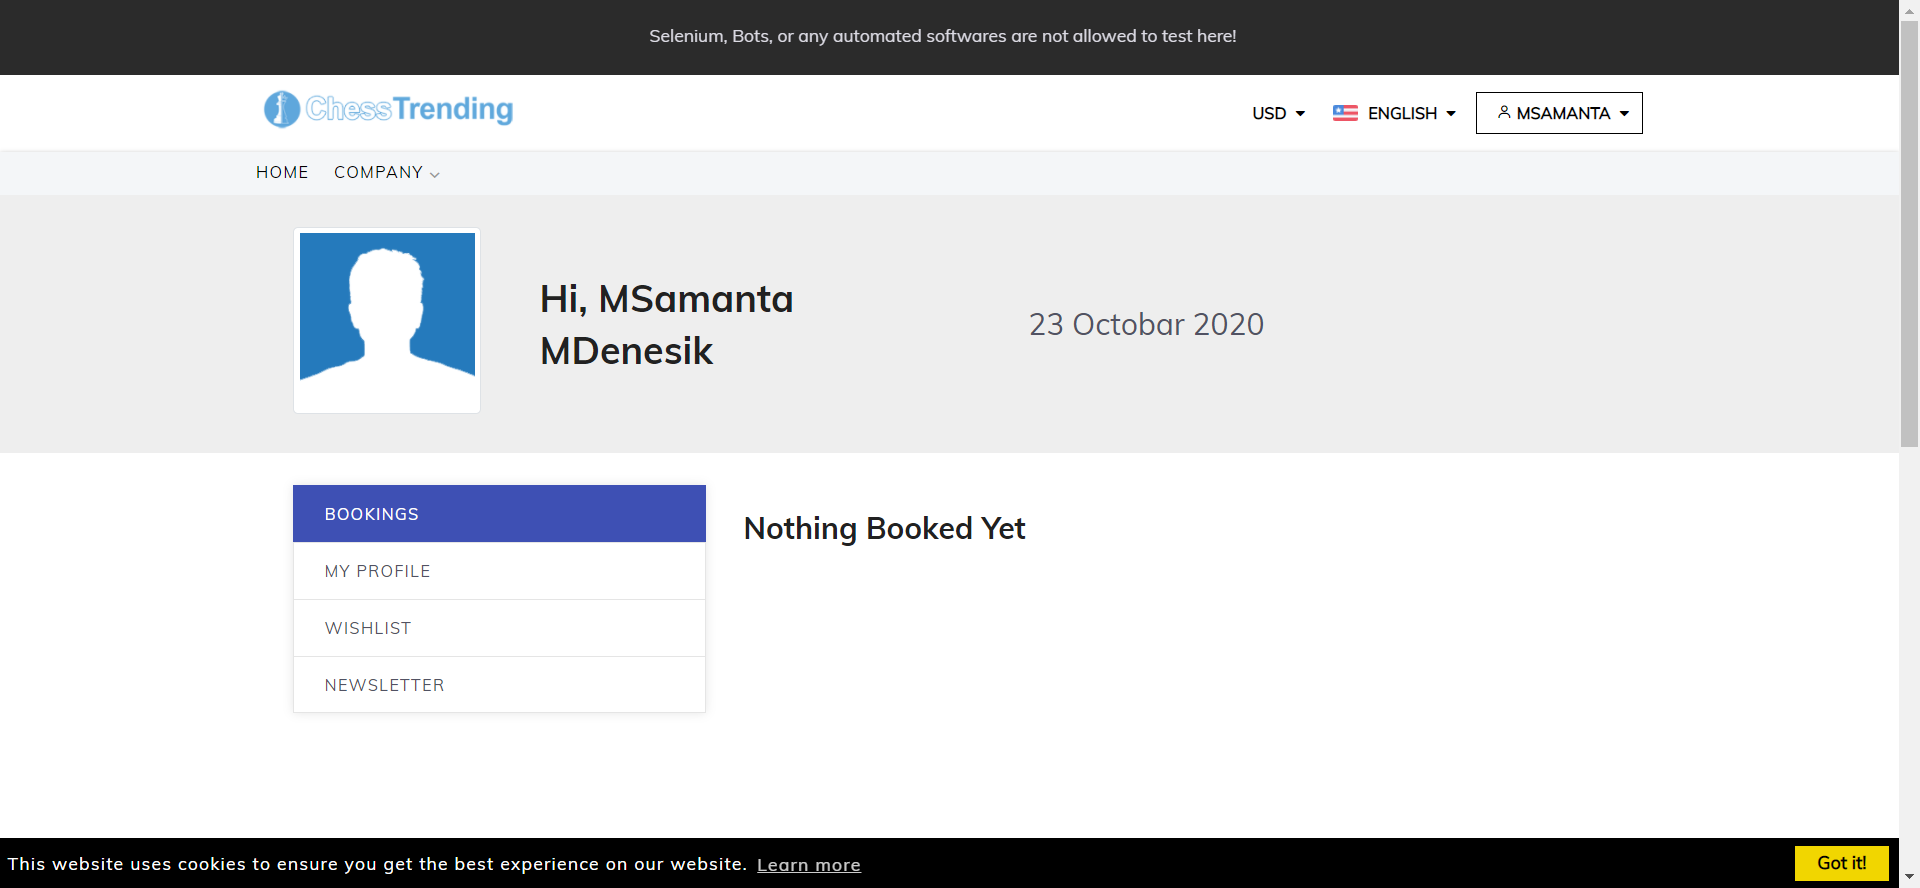 Selenium, Bots, or any automated softwares are not allowed to test here!
ChessTrending
USD
ENGLISH
MSAMANTA
HOME
COMPANY
Hi, MSamanta
MDenesik
23 Octobar 2020
BOOKINGS
MY PROFILE
WISHLIST
NEWSLETTER
Nothing Booked Yet
This website uses cookies to ensure you get the best experience on our website. Learn more
Got it!